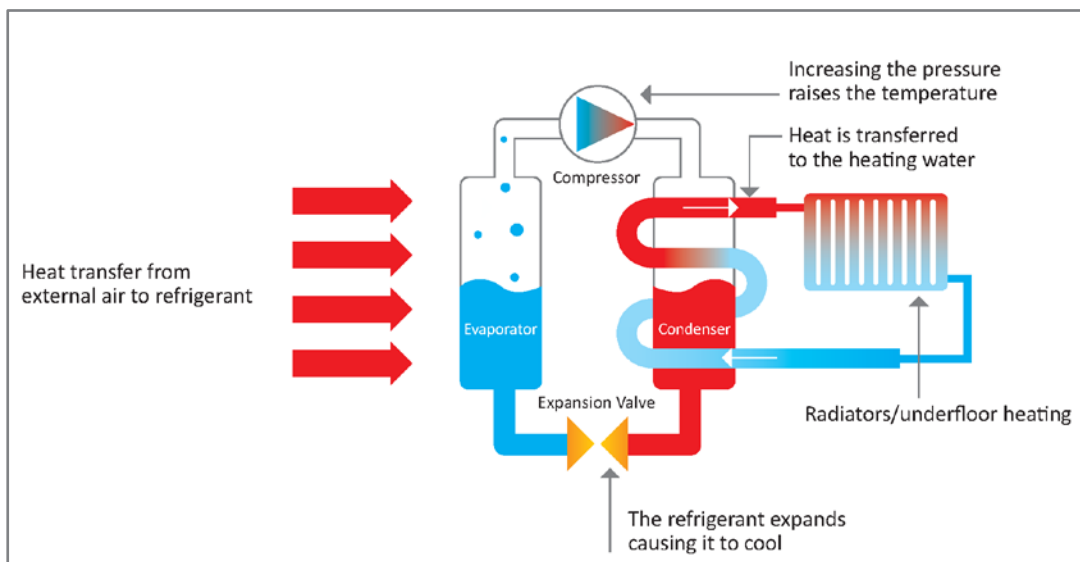 Increasing the pressure
raises the temperature
Heat is transferred
to the heating water
Compressor
Heat transfer from
external air to refrigerant
Evaporator
Condenser
Expansion Valve
Radiators/underfloor heating
The refrigerant expands
causing it to cool